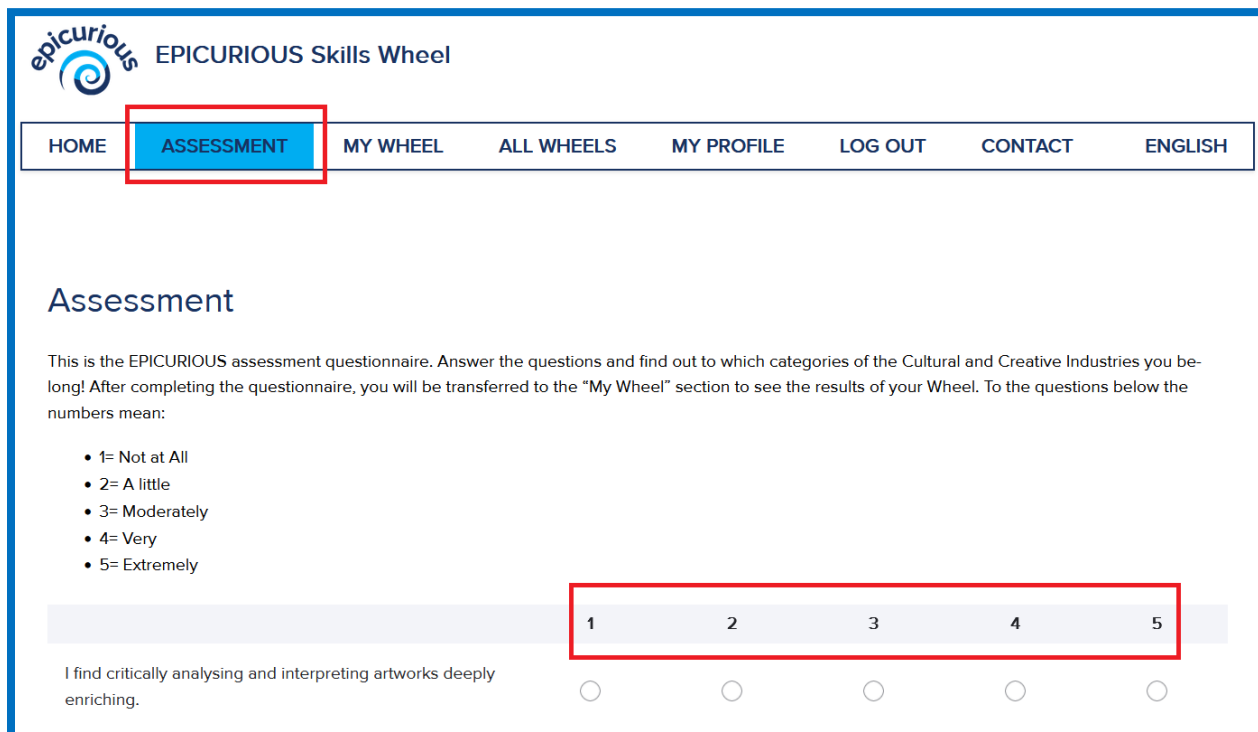 epicurious
EPICURIOUS Skills Wheel
HOME ASSESSMENT MY WHEEL ALL WHEELS MY PROFILE LOG OUT CONTACT ENGLISH
Assessment
This is the EPICURIOUS assessment questionnaire. Answer the questions and find out to which categories of the Cultural and Creative Industries you be-
long! After completing the questionnaire, you will be transferred to the “My Wheel” section to see the results of your Wheel. To the questions below the
numbers mean:
• 1= Not at All
• 2= A little
• 3= Moderately
• 4= Very
• 5= Extremely
1 2 3 4 5
I find critically analysing and interpreting artworks deeply
enriching.